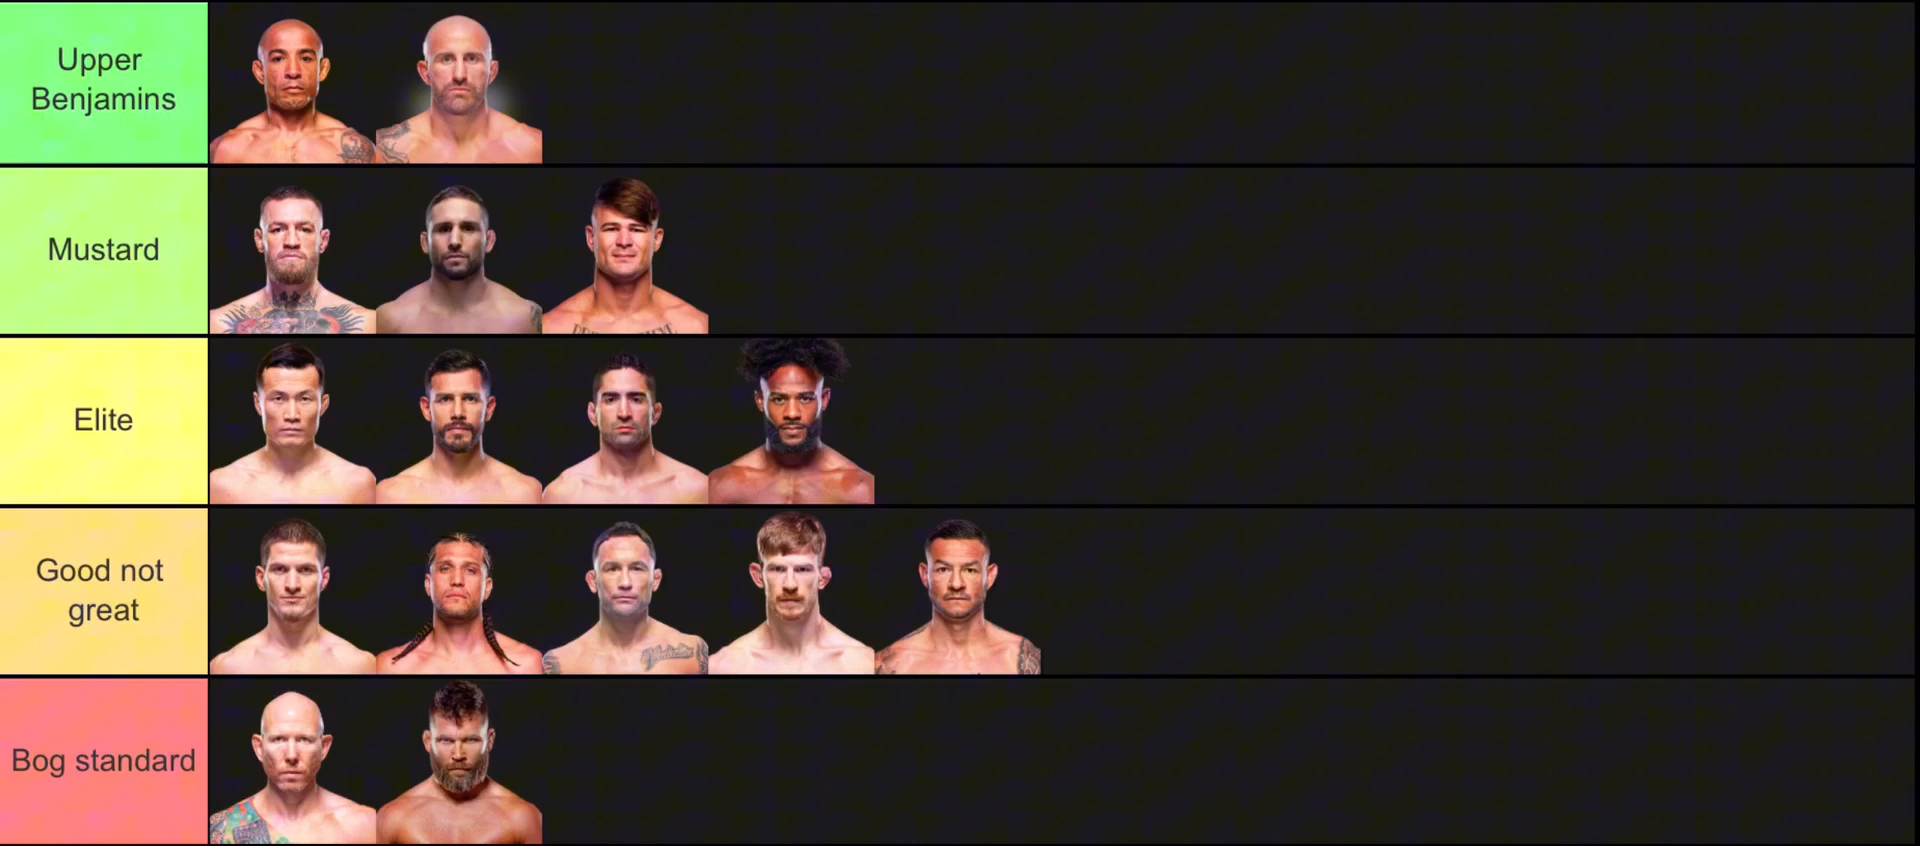 Upper
Benjamins
Mustard
Elite
Good not
great
Bog standard